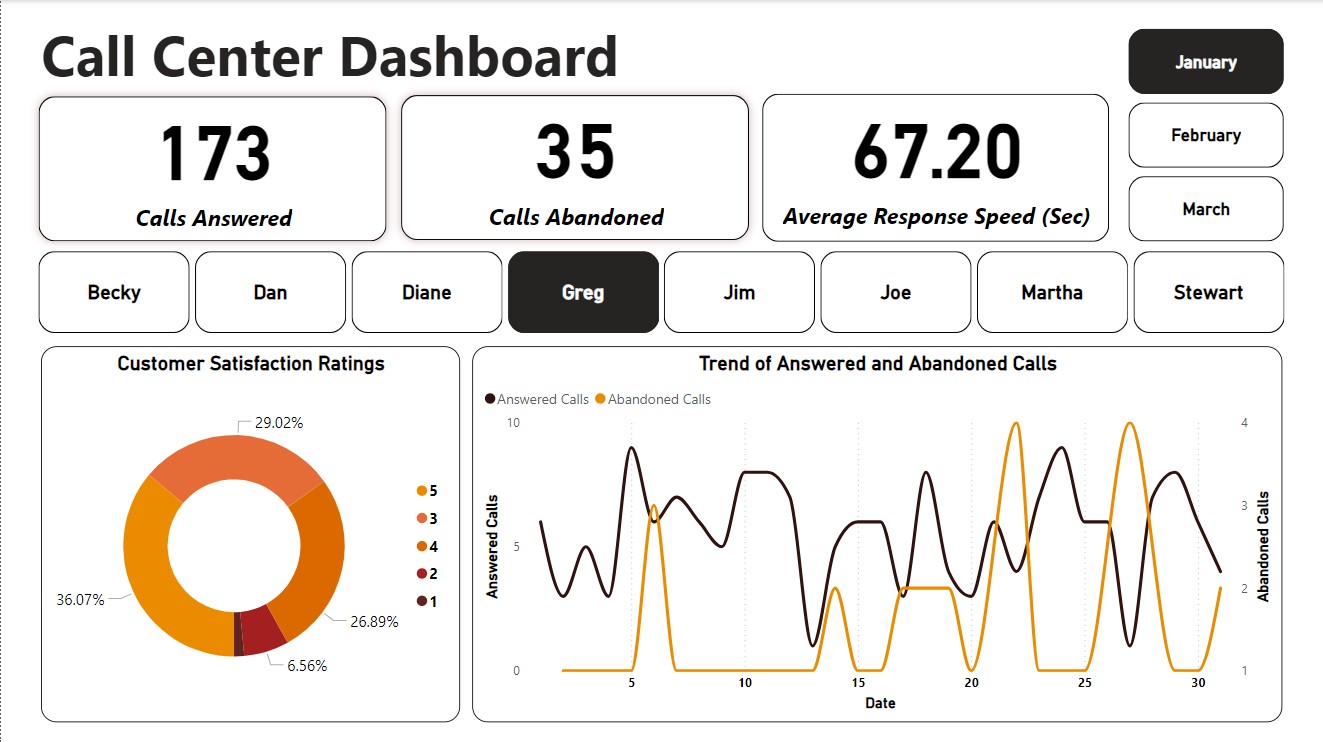 Call Center Dashboard
January
173
Calls Answered
35
Calls Abandoned
67.20
Average Response Speed (Sec)
February
March
Becky
Dan
Diane
Greg
Jim
Joe
Martha
Stewart
Customer Satisfaction Ratings
29.02%
36.07%
26.89%
6.56%
5
3
4
2
1
Trend of Answered and Abandoned Calls
Answered Calls
Abandoned Calls
10
5
0
Answered Calls
4
3
2
1
Abandoned Calls
5
10
15
20
25
30
Date